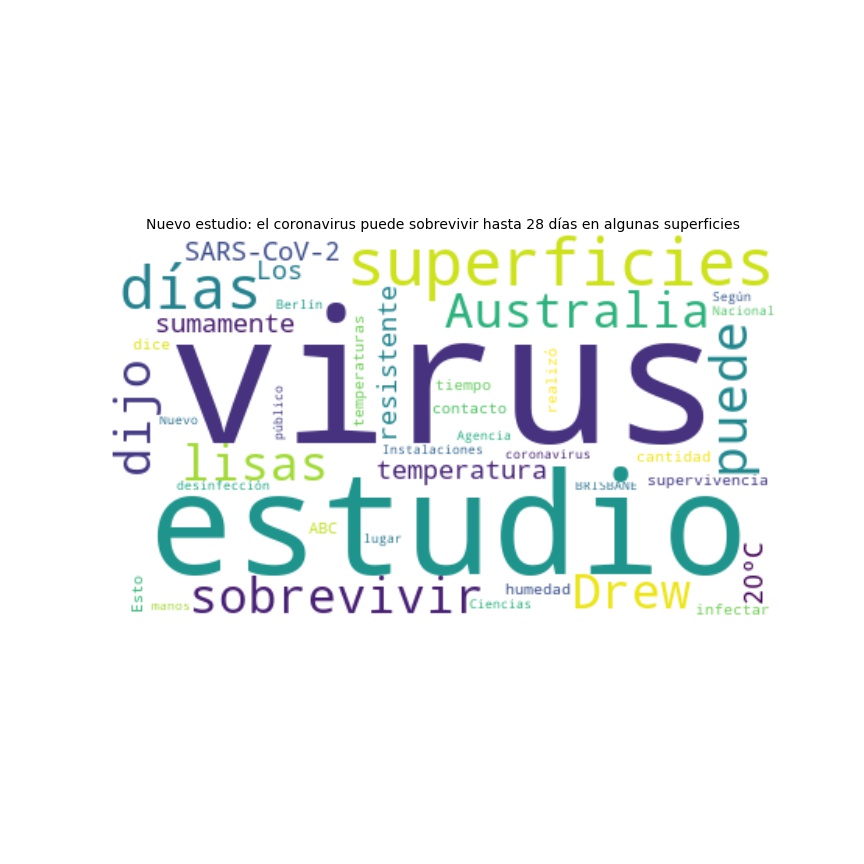 Nuevo estudio: el coronavirus puede sobrevivir hasta 28 días en algunas superficies
SARS-CoV-2
superficies
Los
días
Berlín
Australia
Según
Nacional
sumamente
dice
virus
temperaturas
resistente
puede
dijo
público
Nuevo
tiempo
contacto
realizó
Agencia
Instalaciones
coronavirus
cantidad
lisas
temperatura
supervivencia
desinfección
BRISBANE
estudio
ABC
lugar
20°C
Esto
manos
sobrevivir
Ciencias
humedad
Drew
infectar